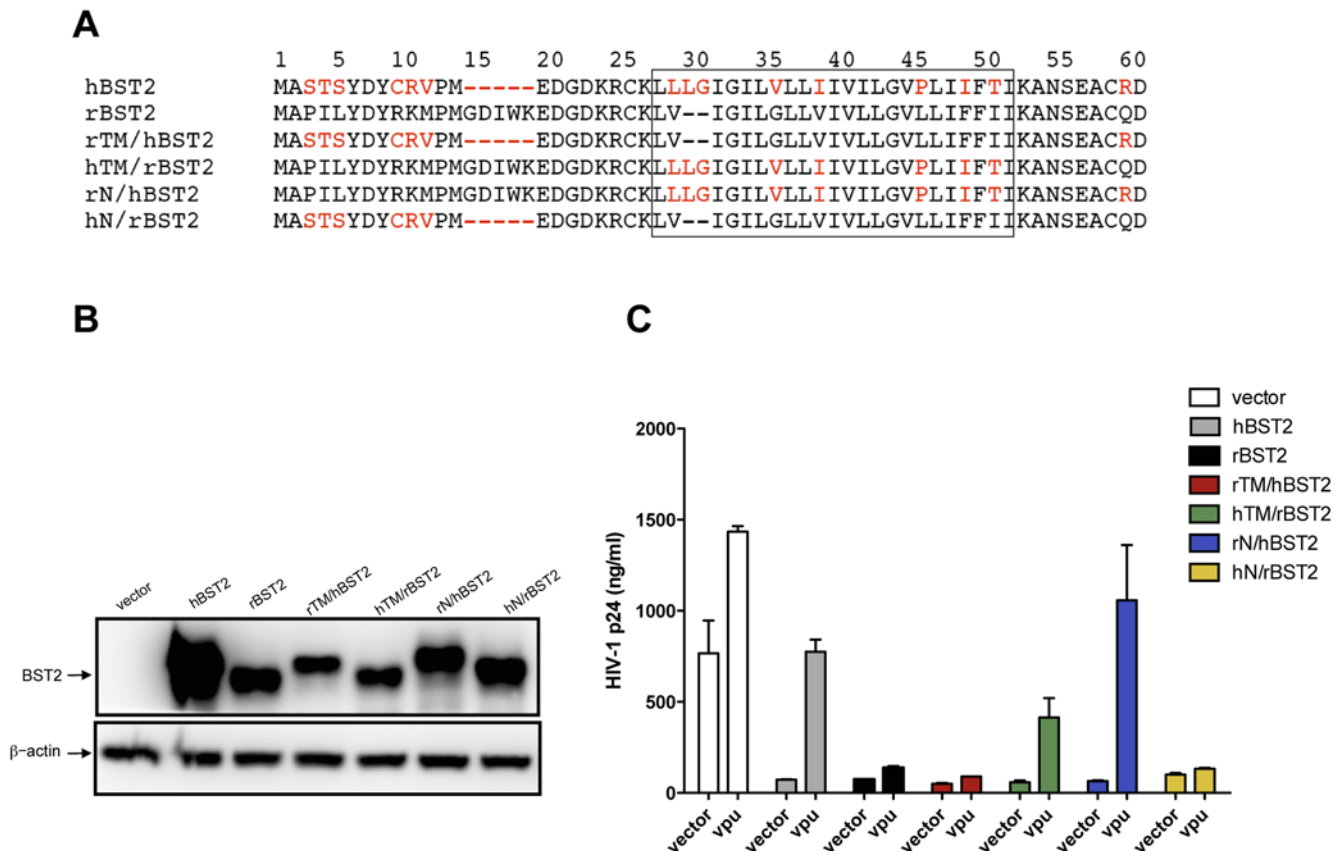 A
1 5 10 15 20 25 30 35 40 45 50 55 60
hBST2 MASTSYDYCRVPM-----EDGDKRCKLLLGIGILVLLIIVILGVPLIIFTIKANSEACRD
rBST2 MAPILYDYRKMPMGDIWKEDGDKRCKLV--IGILGLLVIVLLGVLLIFFIIKANSEACQD
rTM/hBST2 MASTSYDYCRVPM-----EDGDKRCKLV--IGILGLLVIVLLGVLLIFFIIKANSEACRD
hTM/rBST2 MAPILYDYRKMPMGDIWKEDGDKRCKLLLGIGILVLLIIVILGVPLIIFTIKANSEACQD
rN/hBST2 MAPILYDYRKMPMGDIWKEDGDKRCKLLLGIGILVLLIIVILGVPLIIFTIKANSEACRD
hN/rBST2 MASTSYDYCRVPM-----EDGDKRCKLV--IGILGLLVIVLLGVLLIFFIIKANSEACQD
B
vector hBST2 rBST2 rTM/hBST2 hTM/rBST2 rN/hBST2 hN/rBST2
BST2
β-actin
C
vector
hBST2
rBST2
rTM/hBST2
hTM/rBST2
rN/hBST2
hN/rBST2
HIV-1 p24 (ng/ml)
2000
1500
1000
500
0
vector vpu vector vpu vector vpu vector vpu vector vpu vector vpu vector vpu